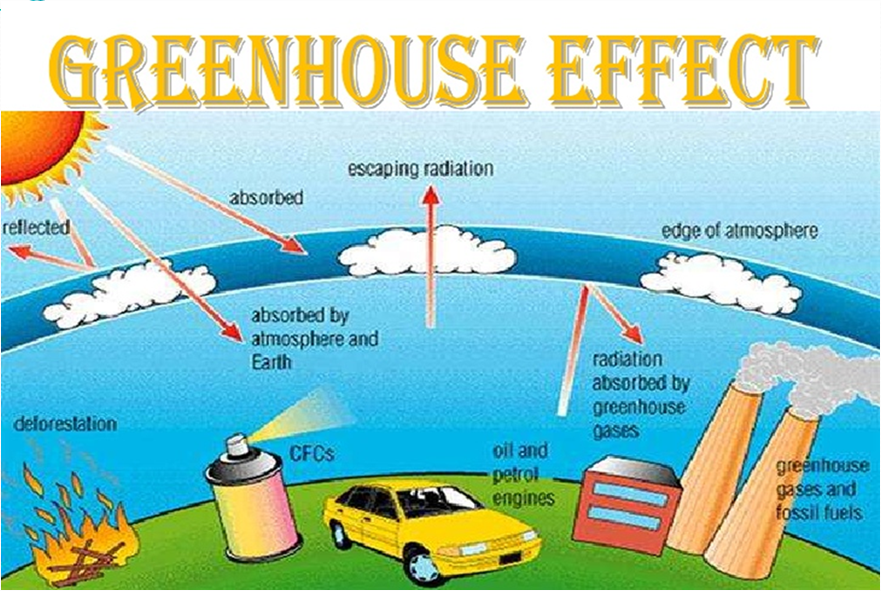 GREENHOUSE EFFECT
escaping radiation
absorbed
reflected
edge of atmosphere
absorbed by
atmosphere and
Earth
radiation
absorbed by
greenhouse
gases
deforestation
CFCs
oil and
petrol
engines
greenhouse
gases and
fossil fuels